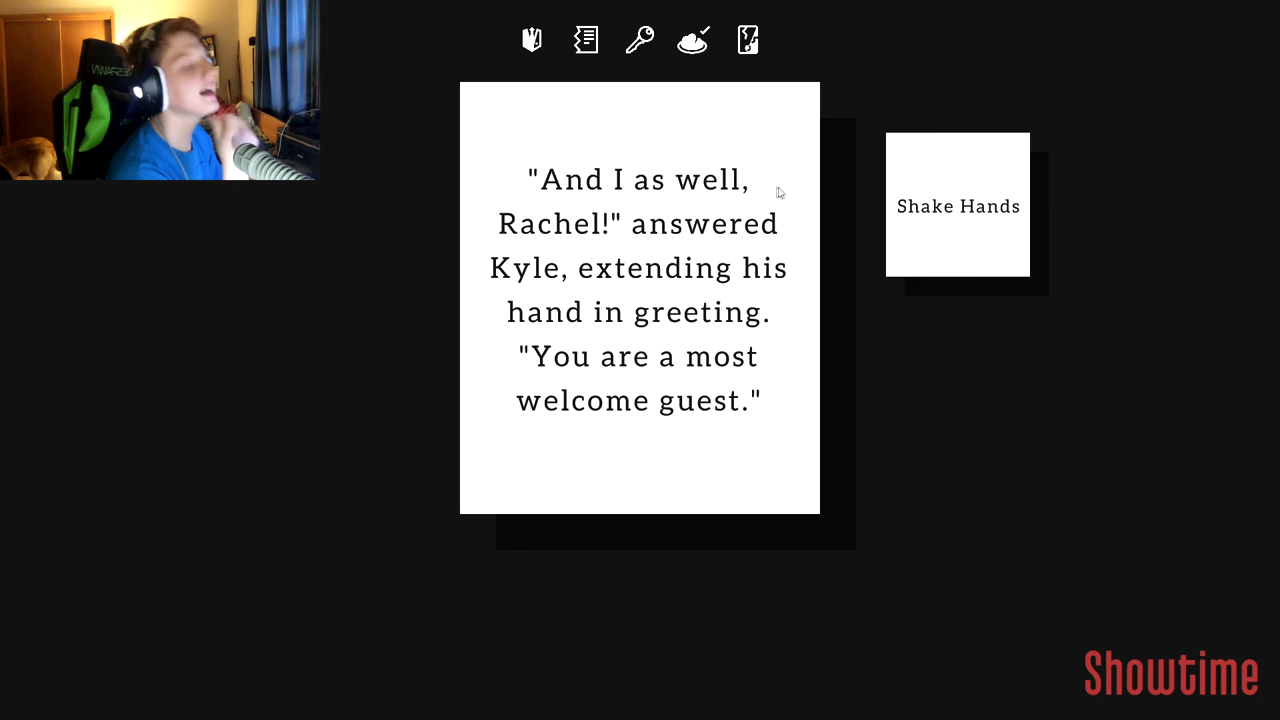 "And I as well,
Rachel!" answered
Kyle, extending his
hand in greeting.
"You are a most
welcome guest."
Shake Hands
Showtime